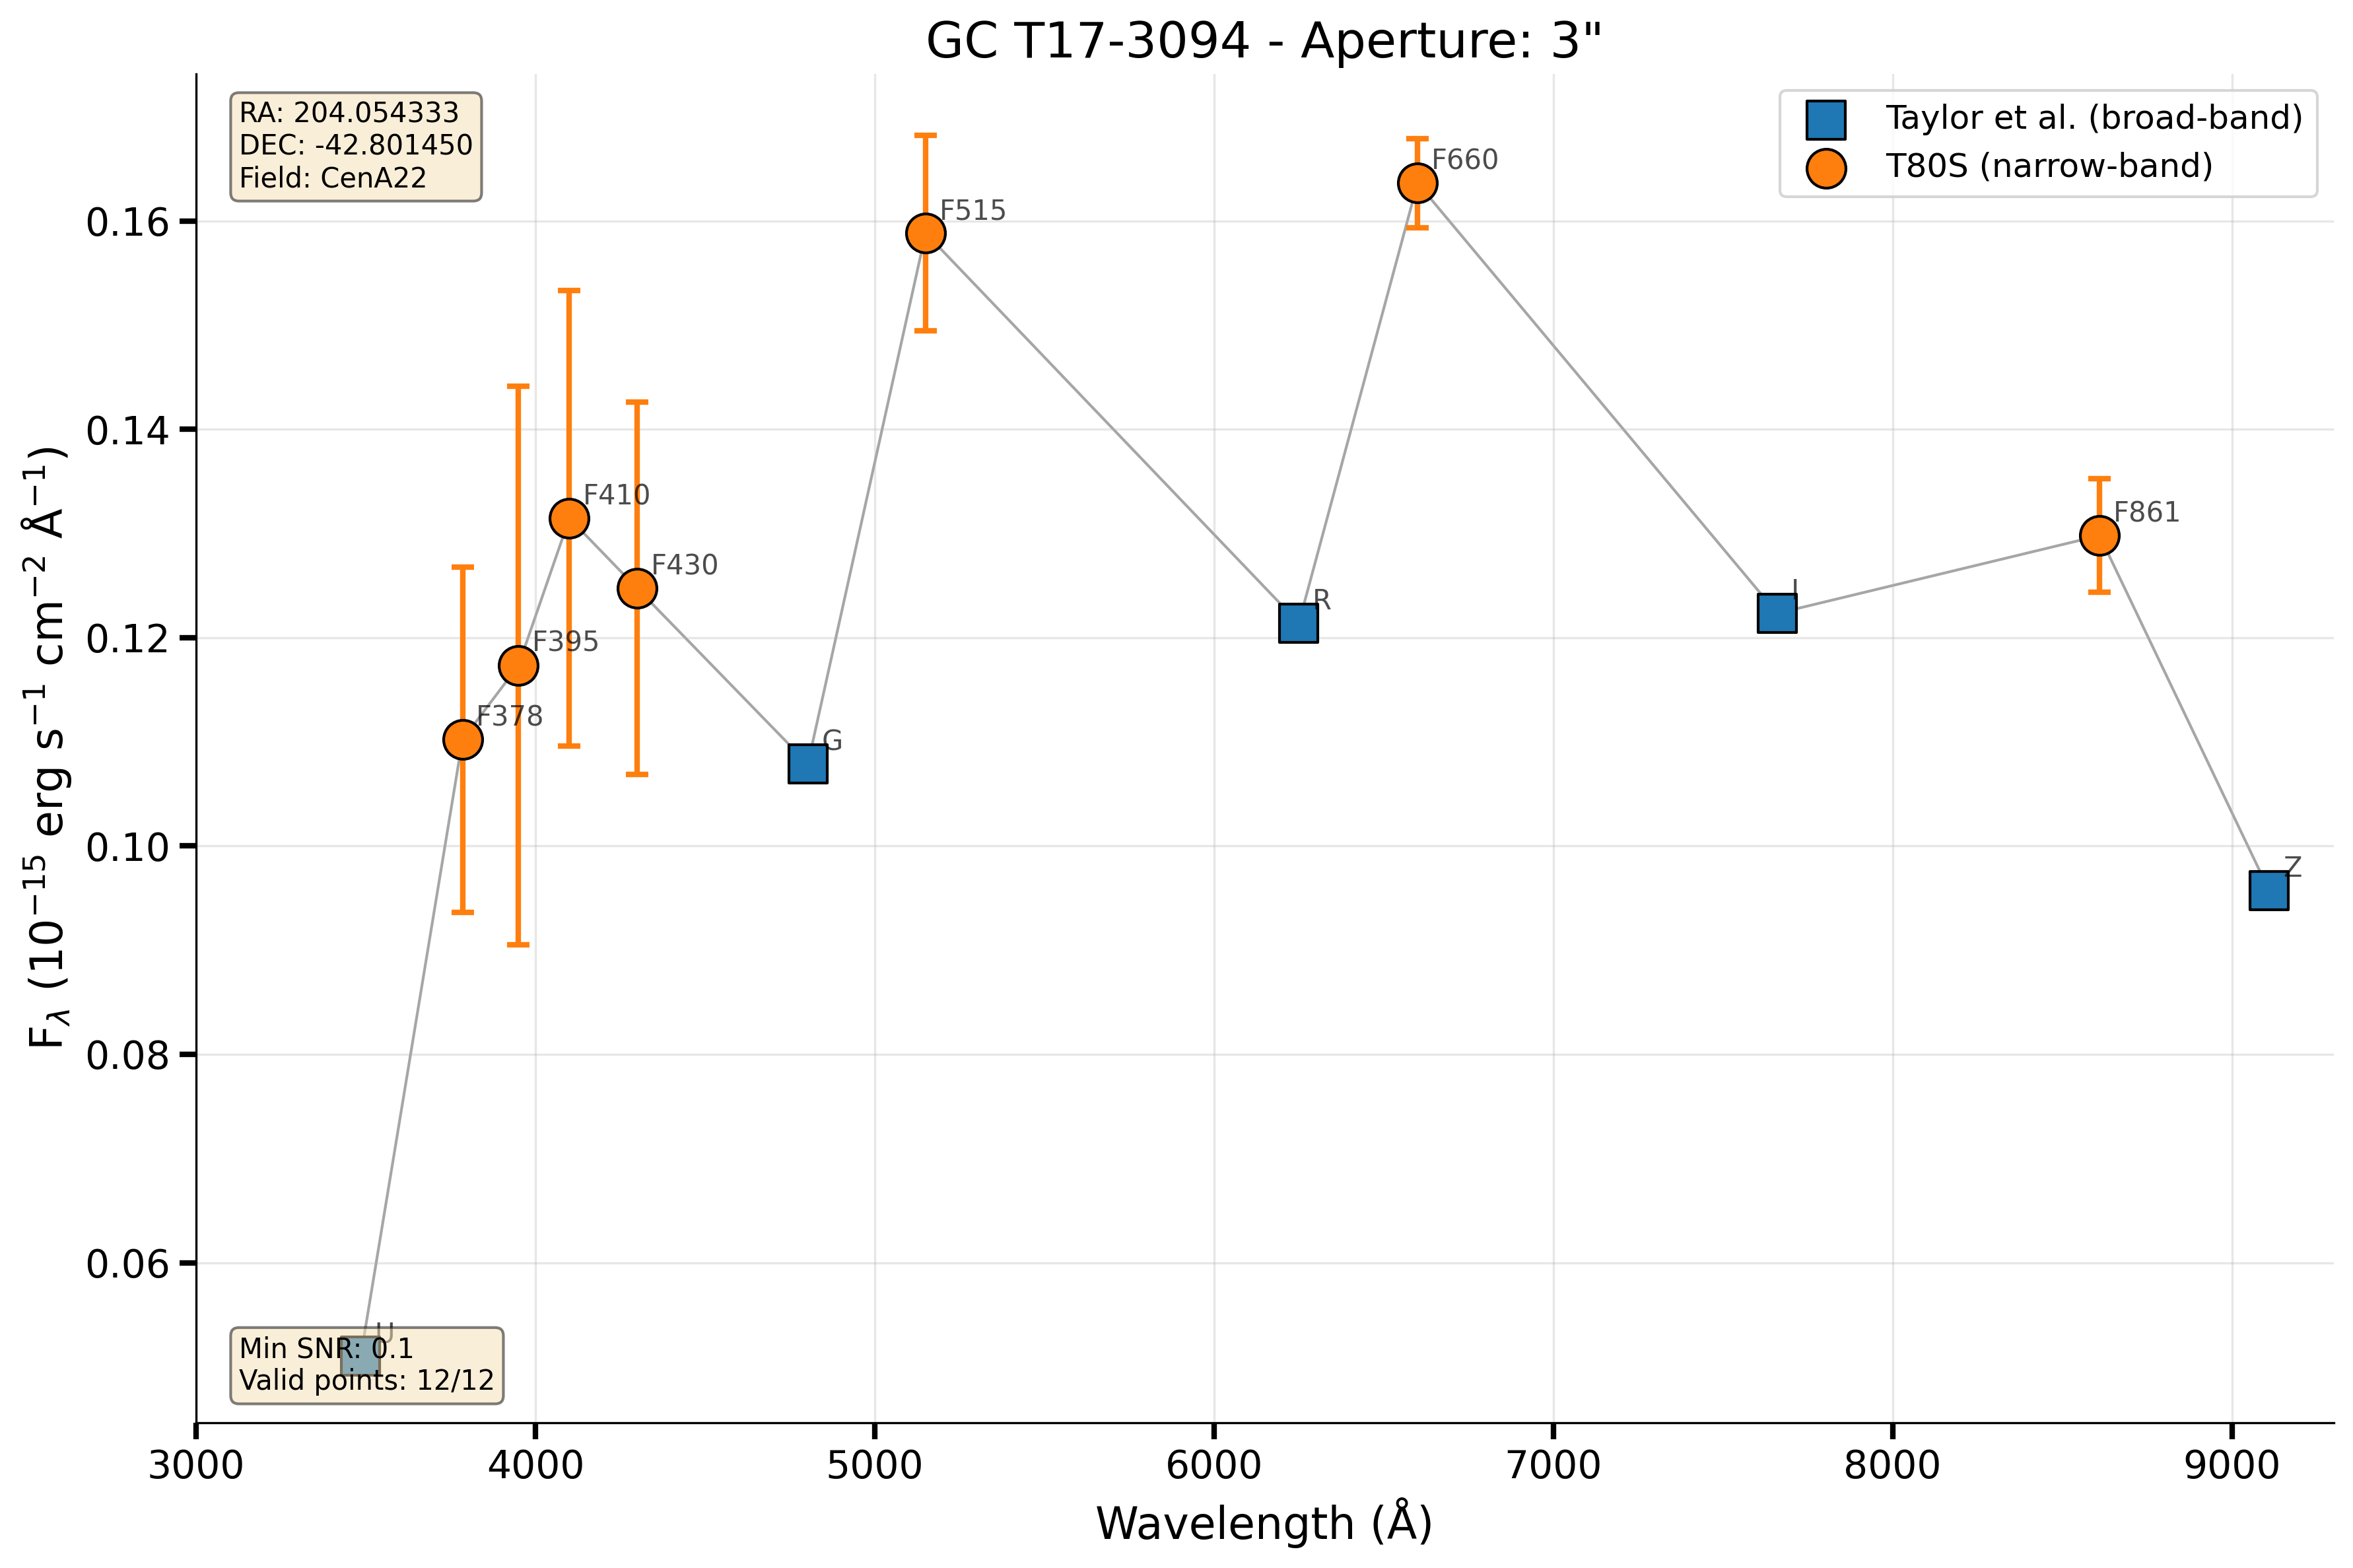 GC T17-3094 - Aperture: 3"
RA: 204.054333
DEC: -42.801450
Field: CenA22
Taylor et al. (broad-band)
T80S (narrow-band)
F660
F515
F410
F430
F395
F378
F861
G
R
I
Z
U
Min SNR: 0.1
Valid points: 12/12
0.16
0.14
0.12
0.10
0.08
0.06
3000 4000 5000 6000 7000 8000 9000
Wavelength (Å)
Fλ (10⁻¹⁵ erg s⁻¹ cm⁻² Å⁻¹)